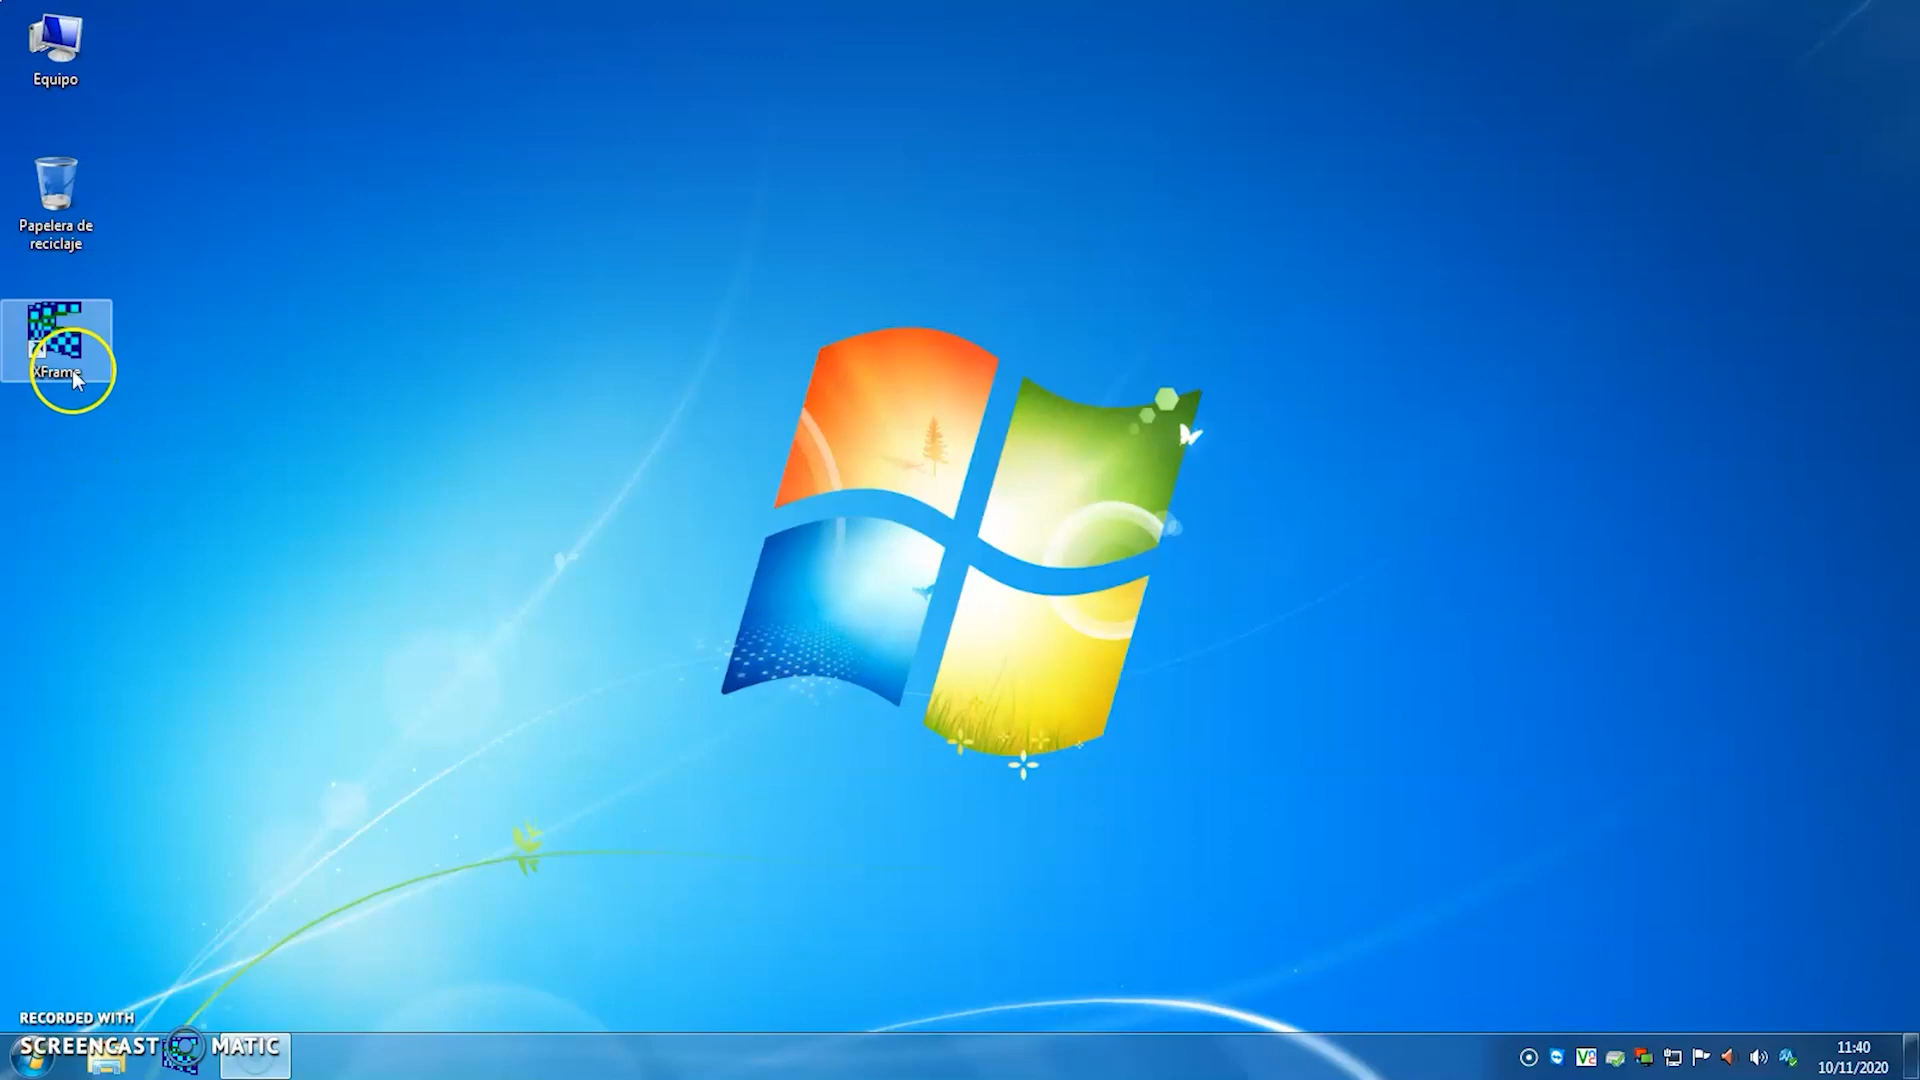 Equipo
Papelera de
reciclaje
XFrame
RECORDED WITH
SCREENCAST MATIC
11:40
10/11/2020